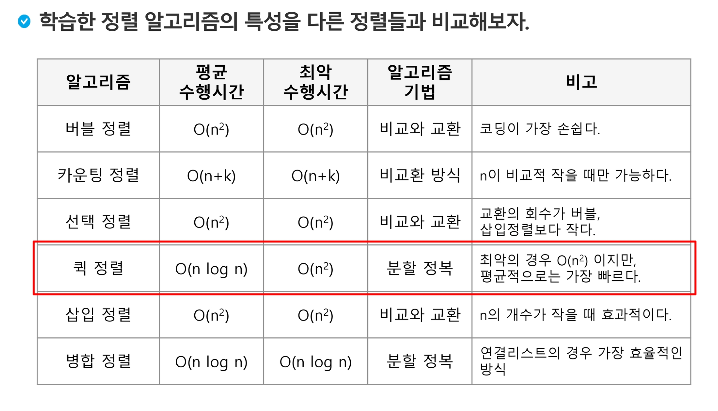 학습한 정렬 알고리즘의 특성을 다른 정렬들과 비교해보자.
알고리즘 평균 수행시간 최악 수행시간 알고리즘 기법 비고
버블 정렬 O(n²) O(n²) 비교와 교환 코딩이 가장 손쉽다.
카운팅 정렬 O(n+k) O(n+k) 비교환 방식 n이 비교적 작을 때만 가능하다.
선택 정렬 O(n²) O(n²) 비교와 교환 교환의 회수가 버블,
삽입정렬보다 작다.
퀵 정렬 O(n log n) O(n²) 분할 정복 최악의 경우 O(n²) 이지만,
평균적으로는 가장 빠르다.
삽입 정렬 O(n²) O(n²) 비교와 교환 n의 개수가 작을 때 효과적이다.
병합 정렬 O(n log n) O(n log n) 분할 정복 연결리스트의 경우 가장 효율적인
방식